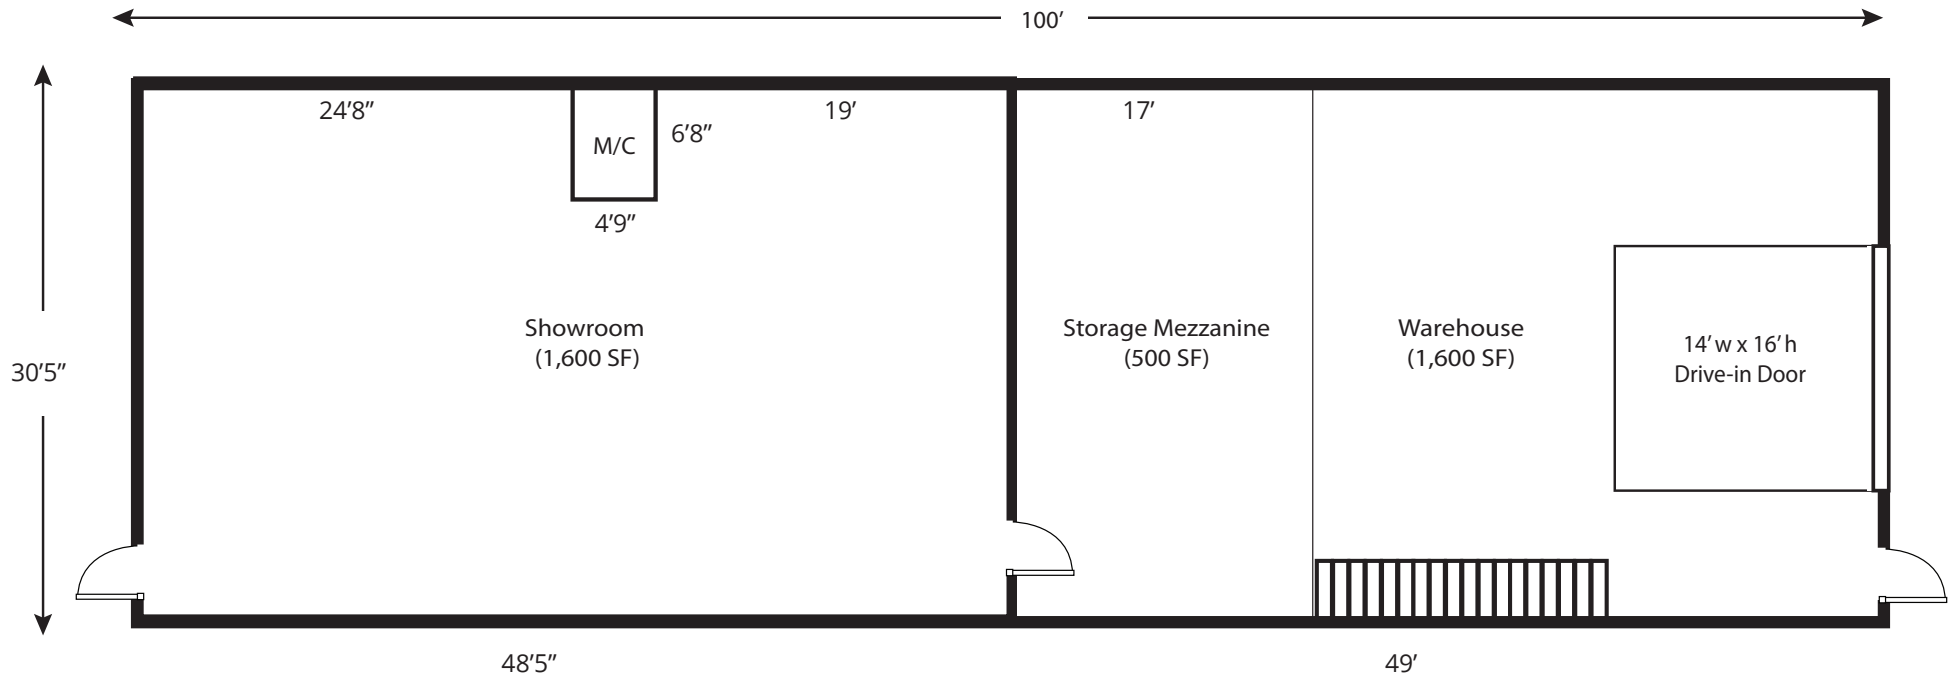 100’
24’8”
19’
17’
M/C
6’8”
4’9”
Showroom
(1,600 SF)
Storage Mezzanine
(500 SF)
Warehouse
(1,600 SF)
14’ w x 16’ h
Drive-in Door
30’5”
48’5”
49’